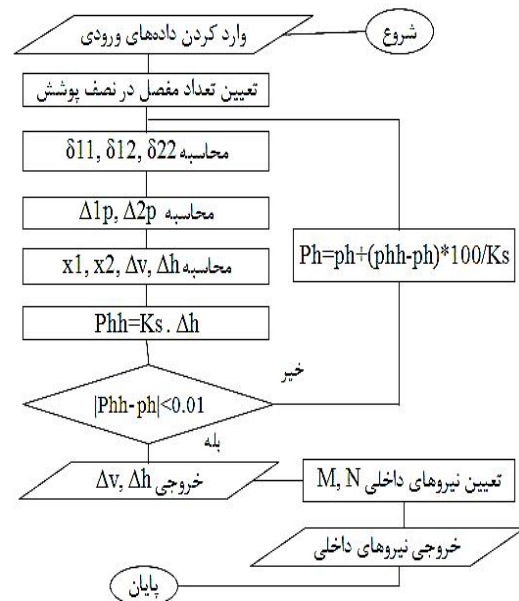 شروع
وارد کردن داده‌های ورودی
تعیین تعداد مفصل در نصف پوشش
محاسبه δ11, δ12, δ22
محاسبه Δ1p, Δ2p
محاسبه x1, x2, Δv, Δh
Phh=Ks . Δh
|Phh-ph|<0.01
خیر
Ph=ph+(phh-ph)*100/Ks
بله
خروجی Δv, Δh
تعیین نیروهای داخلی M, N
خروجی نیروهای داخلی
پایان